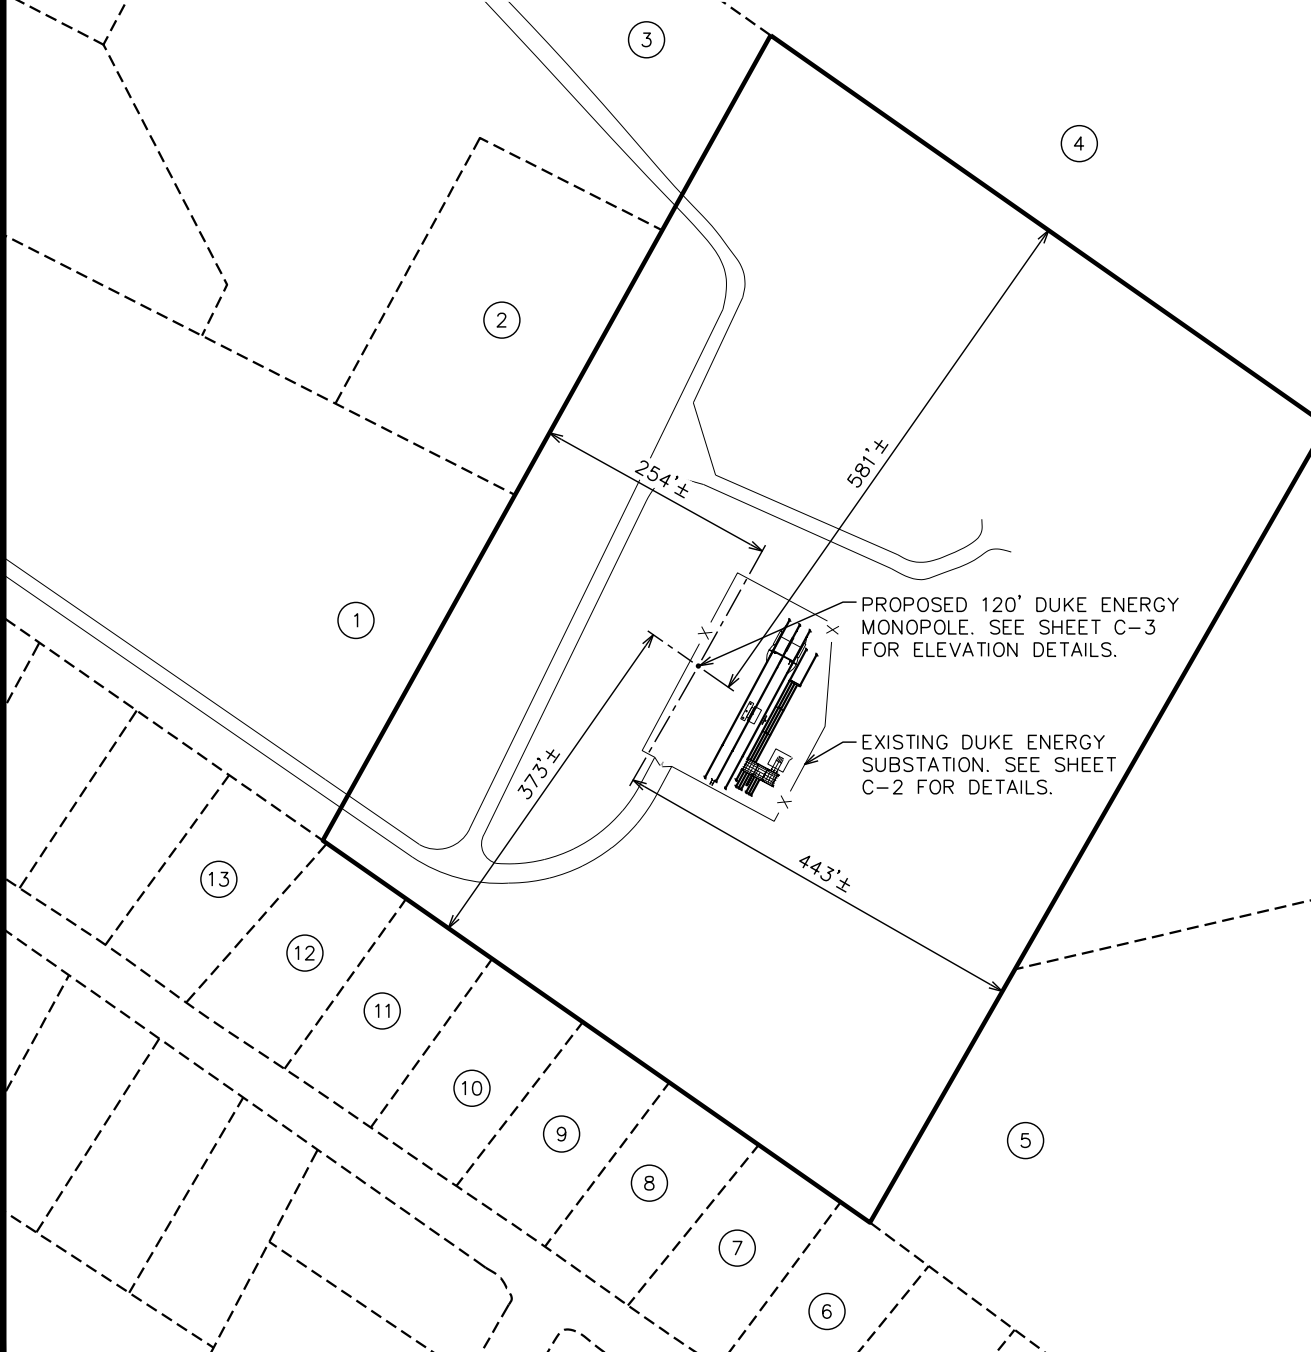 3
4
2
254'±
581'±
PROPOSED 120' DUKE ENERGY
MONOPOLE. SEE SHEET C-3
FOR ELEVATION DETAILS.
1
X
X
EXISTING DUKE ENERGY
SUBSTATION. SEE SHEET
C-2 FOR DETAILS.
373'±
X
443'±
13
12
11
10
9
5
8
7
6